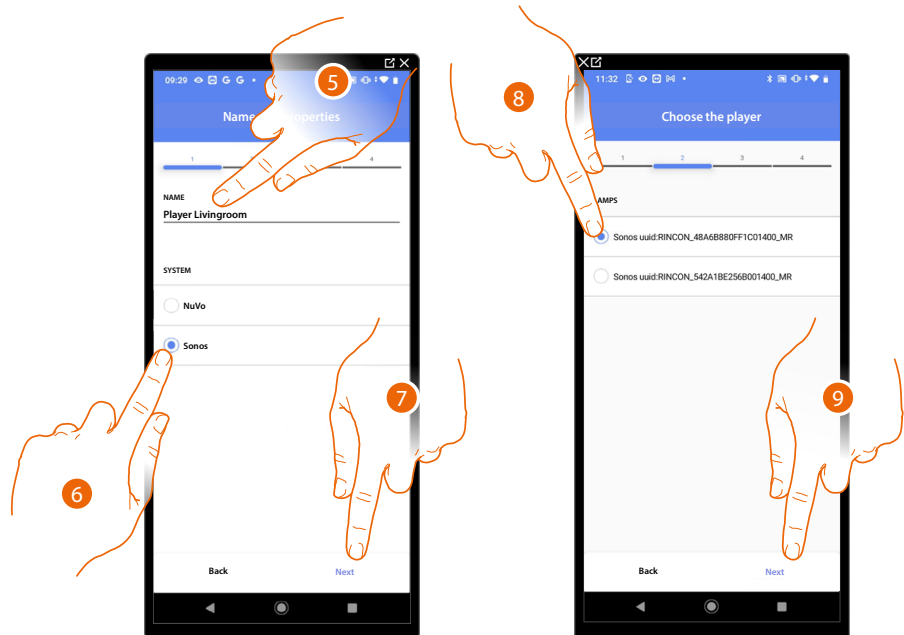 5
09:29 G G
Name properties
1 4
NAME
Player Livingroom
SYSTEM
NuVo
Sonos
7
6
Back Next
8
11:32
Choose the player
1 2 3 4
AMPS
Sonos uuid:RINCON_48A6B880FF1C01400_MR
Sonos uuid:RINCON_542A1BE256B001400_MR
9
Back Next